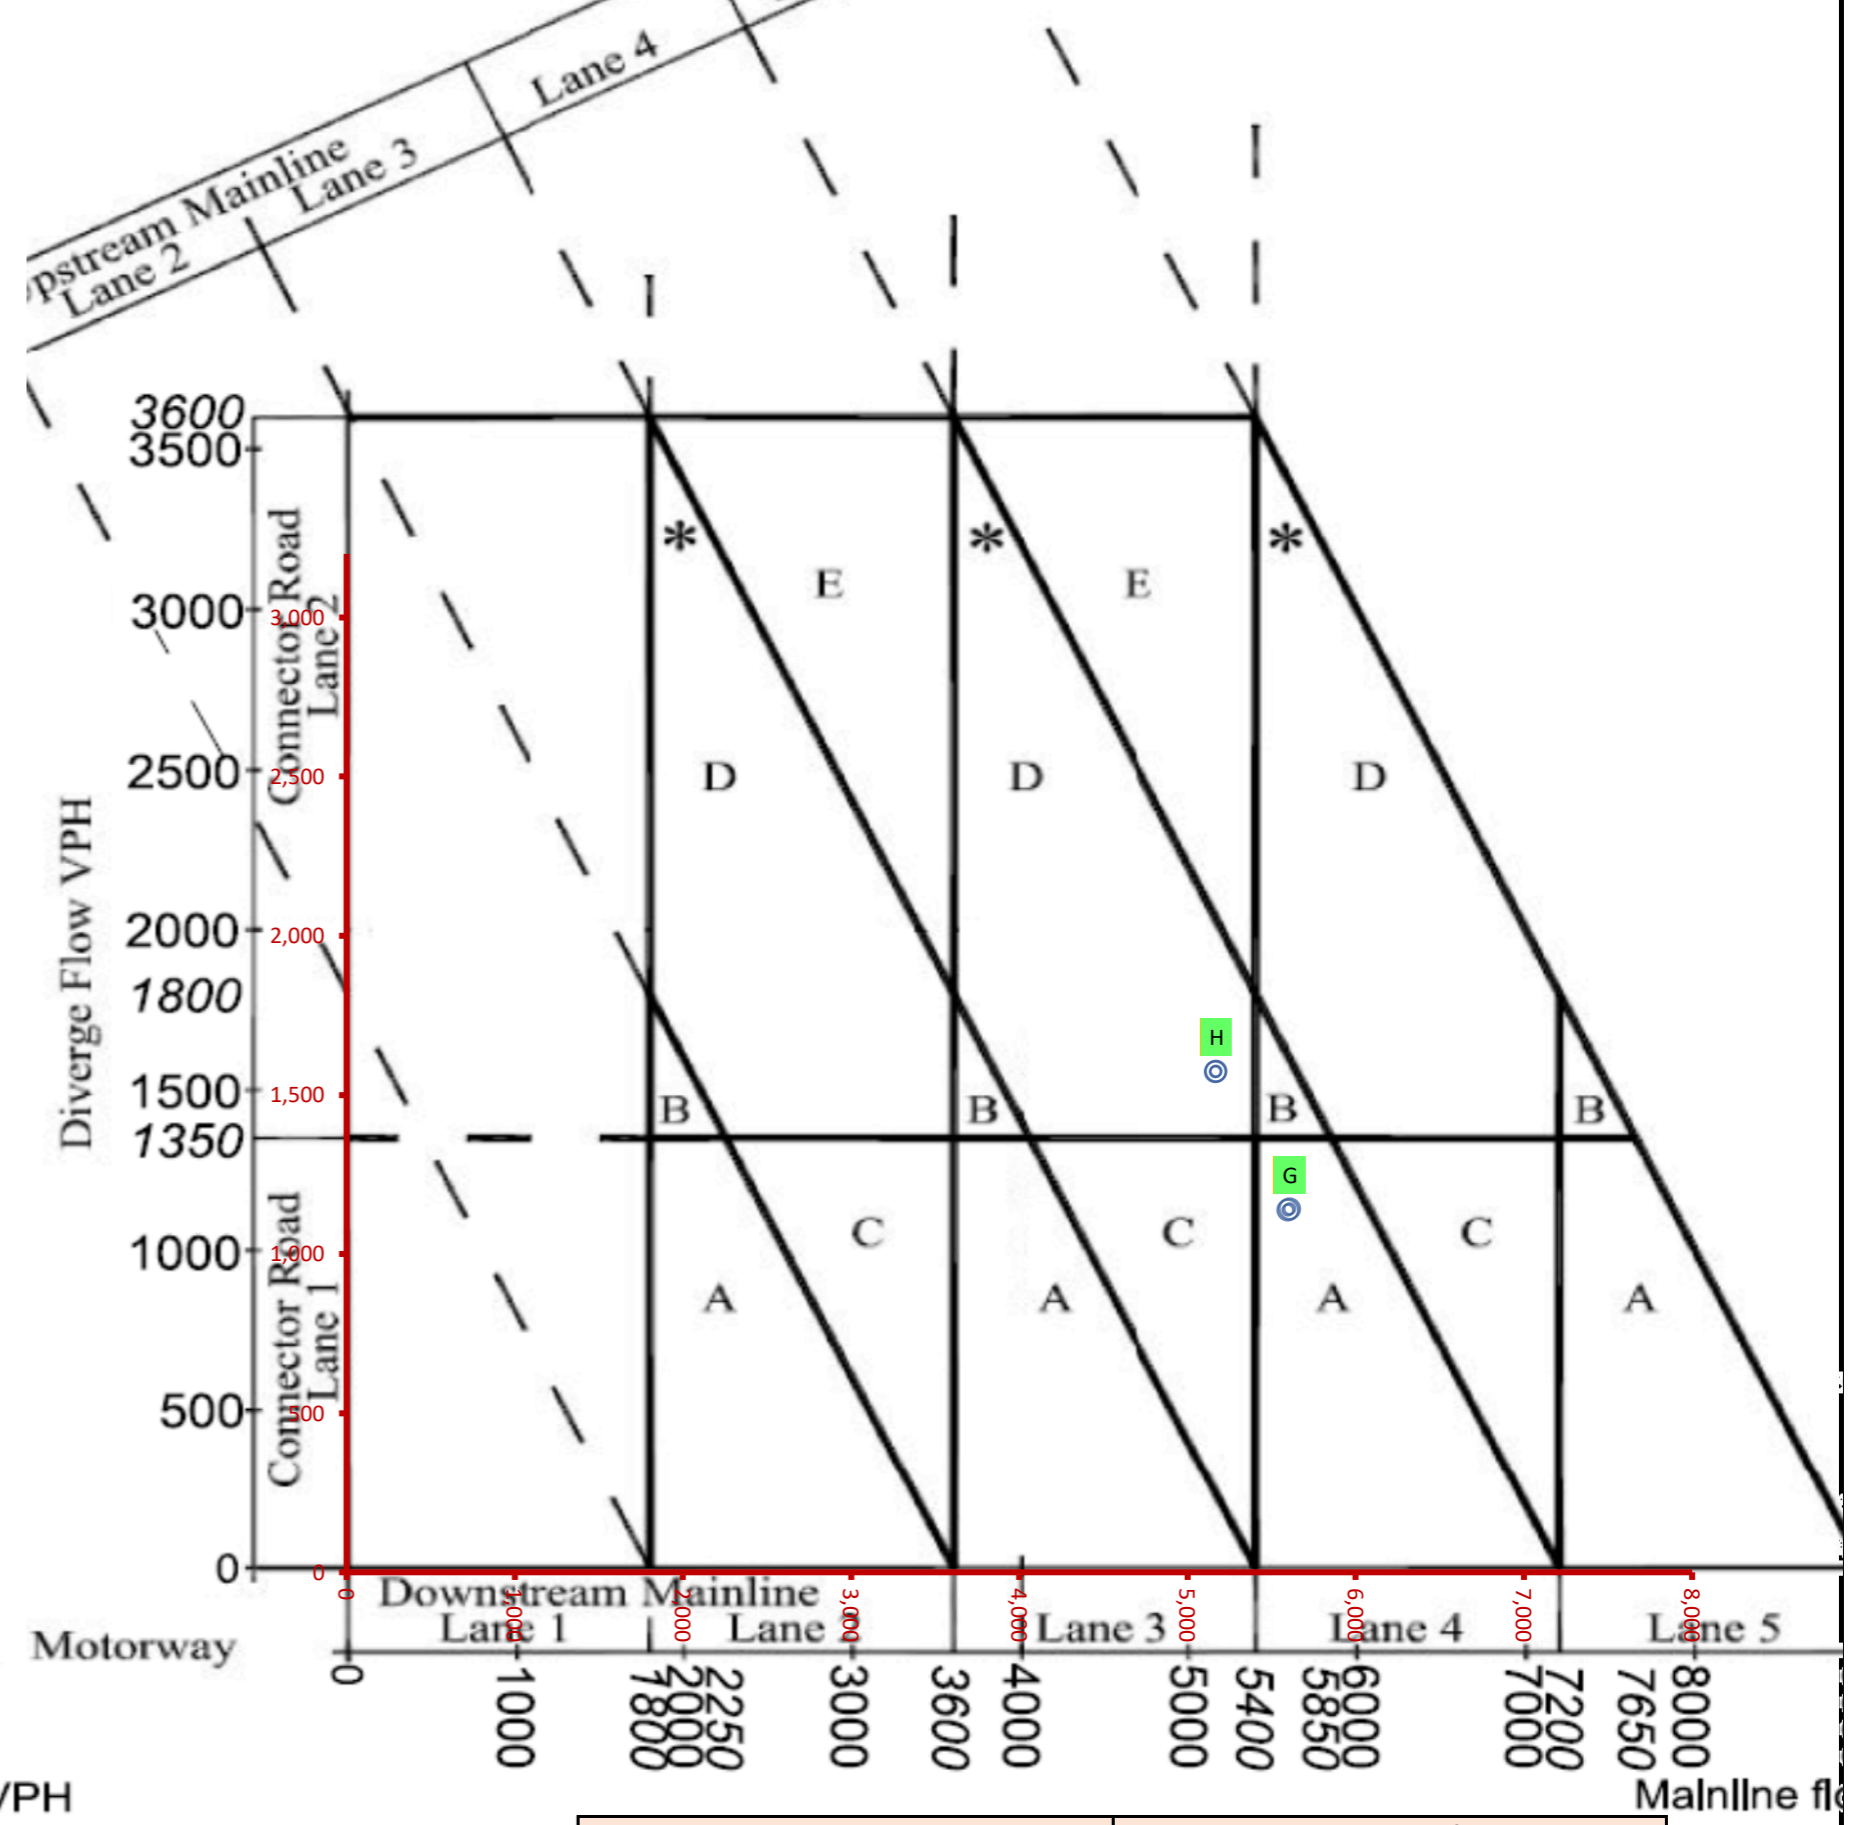 Lane 4
Upstream Mainline
Lane 3
Lane 2
3600
3500
3000
2500
2000
1800
1500
1350
1000
500
0
Diverge Flow VPH
Connector Road
Lane 2
Connector Road
Lane 1
3,000
2,500
2,000
1,500
1,000
500
0
* * *
E E
D D D
H
B B B B
G
C C C
A A A A
0 1,000 2,000 3,000 4,000 5,000 6,000 7,000 8,000
Downstream Mainline
Lane 1 Lane 2 Lane 3 Lane 4 Lane 5
Motorway
0 1000 1800 2000 2250 3000 3600 4000 5000 5400 5850 6000 7000 7200 7650 8000
VPH
Mainline flo